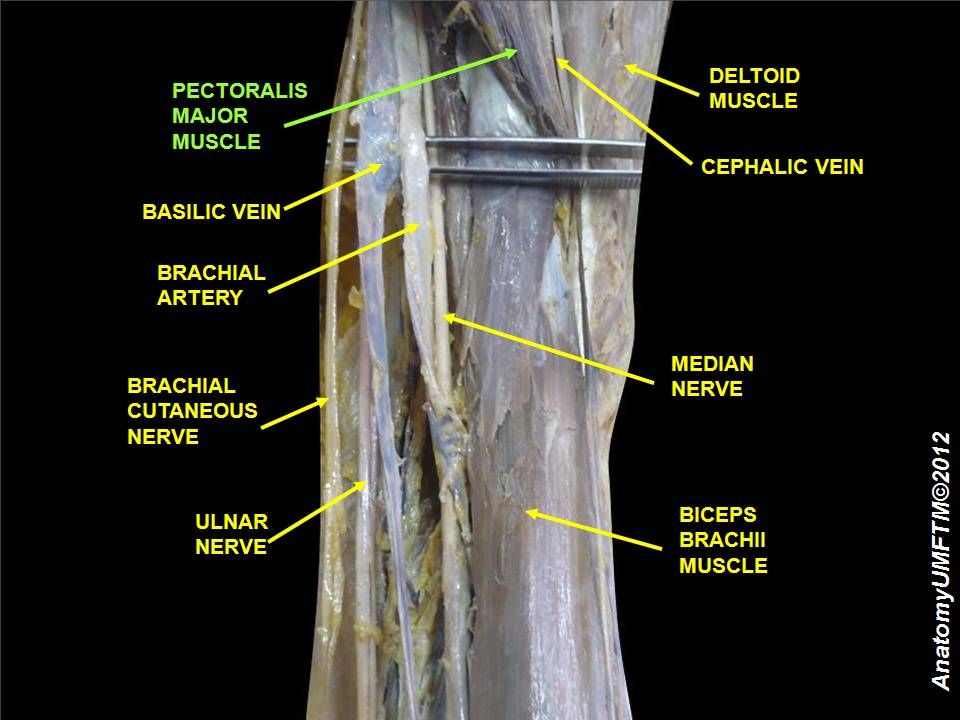 PECTORALIS
MAJOR
MUSCLE
BASILIC VEIN
BRACHIAL
ARTERY
BRACHIAL
CUTANEOUS
NERVE
ULNAR
NERVE
DELTOID
MUSCLE
CEPHALIC VEIN
MEDIAN
NERVE
BICEPS
BRACHII
MUSCLE
AnatomyUMFTM©2012